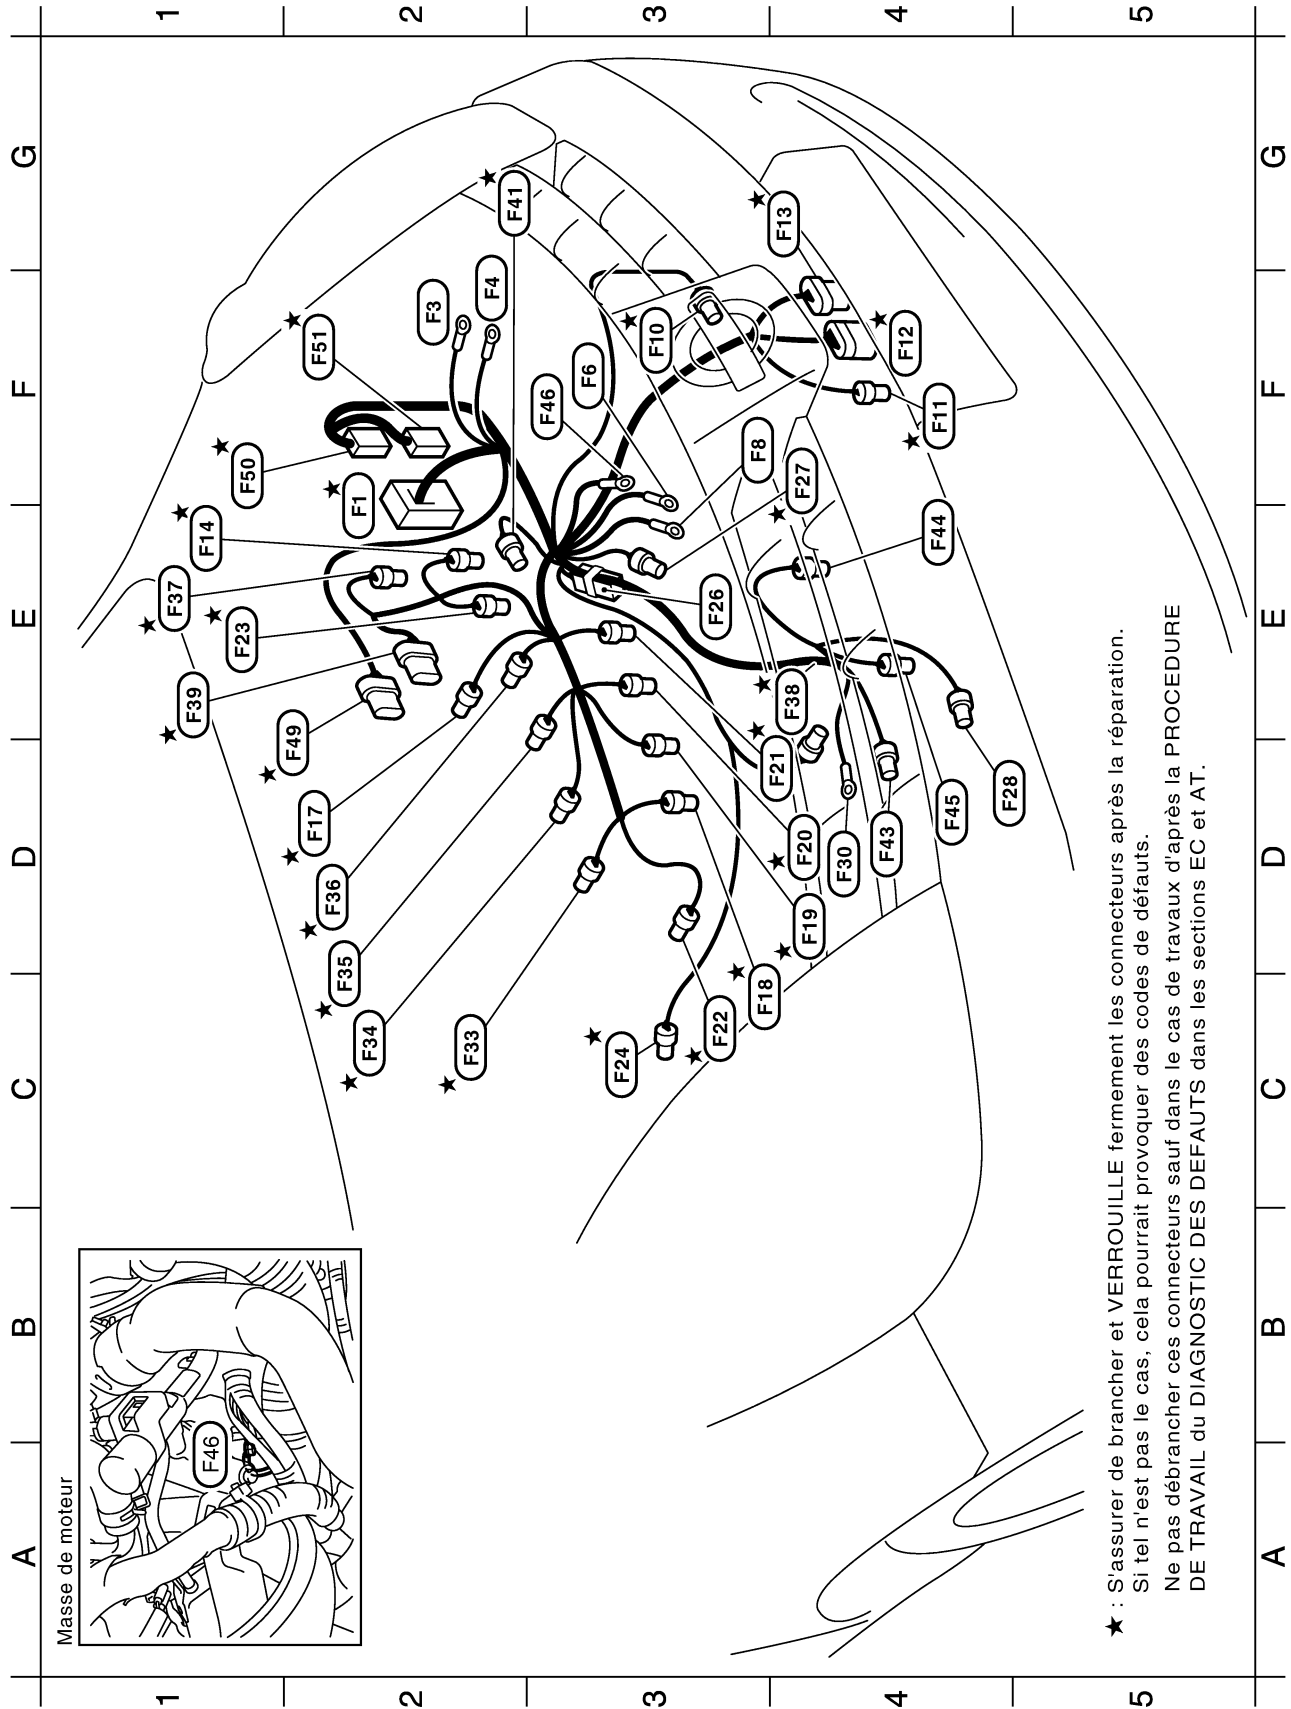 1
2
3
4
5
G
F
E
D
C
B
A
G
F
E
D
C
B
A
1
2
3
4
5
Masse de moteur
F46
F41
F13
F3
F4
F51
F10
F12
F6
F46
F11
F50
F8
F27
F1
F14
F44
F37
F26
F23
F39
F38
F49
F21
F17
F20
F30
F43
F45
F28
F36
F19
F35
F18
F34
F33
F22
F24
★ : S'assurer de brancher et VERROUILLE fermement les connecteurs après la réparation.
Si tel n'est pas le cas, cela pourrait provoquer des codes de défauts.
Ne pas débrancher ces connecteurs sauf dans le cas de travaux d'après la PROCEDURE
DE TRAVAIL du DIAGNOSTIC DES DEFAUTS dans les sections EC et AT.